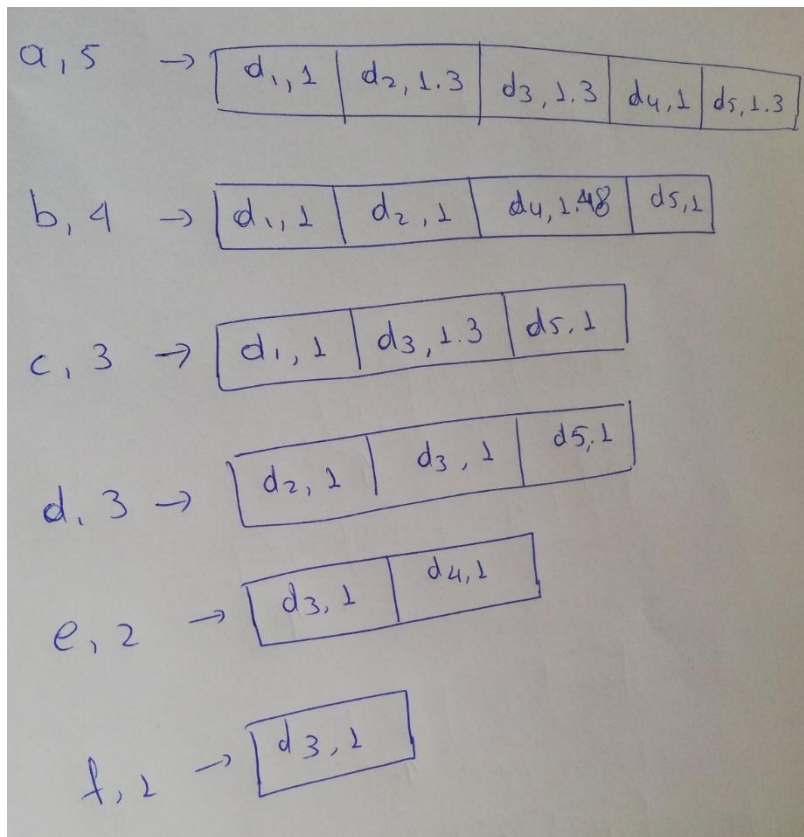 a, 5 → d1, 1 d2, 1.3 d3, 1.3 d4, 1 d5, 1.3
b, 4 → d1, 1 d2, 1 d4, 1.48 d5, 1
c, 3 → d1, 1 d3, 1.3 d5, 1
d, 3 → d2, 1 d3, 1 d5, 1
e, 2 → d3, 1 d4, 1
f, 1 → d3, 1